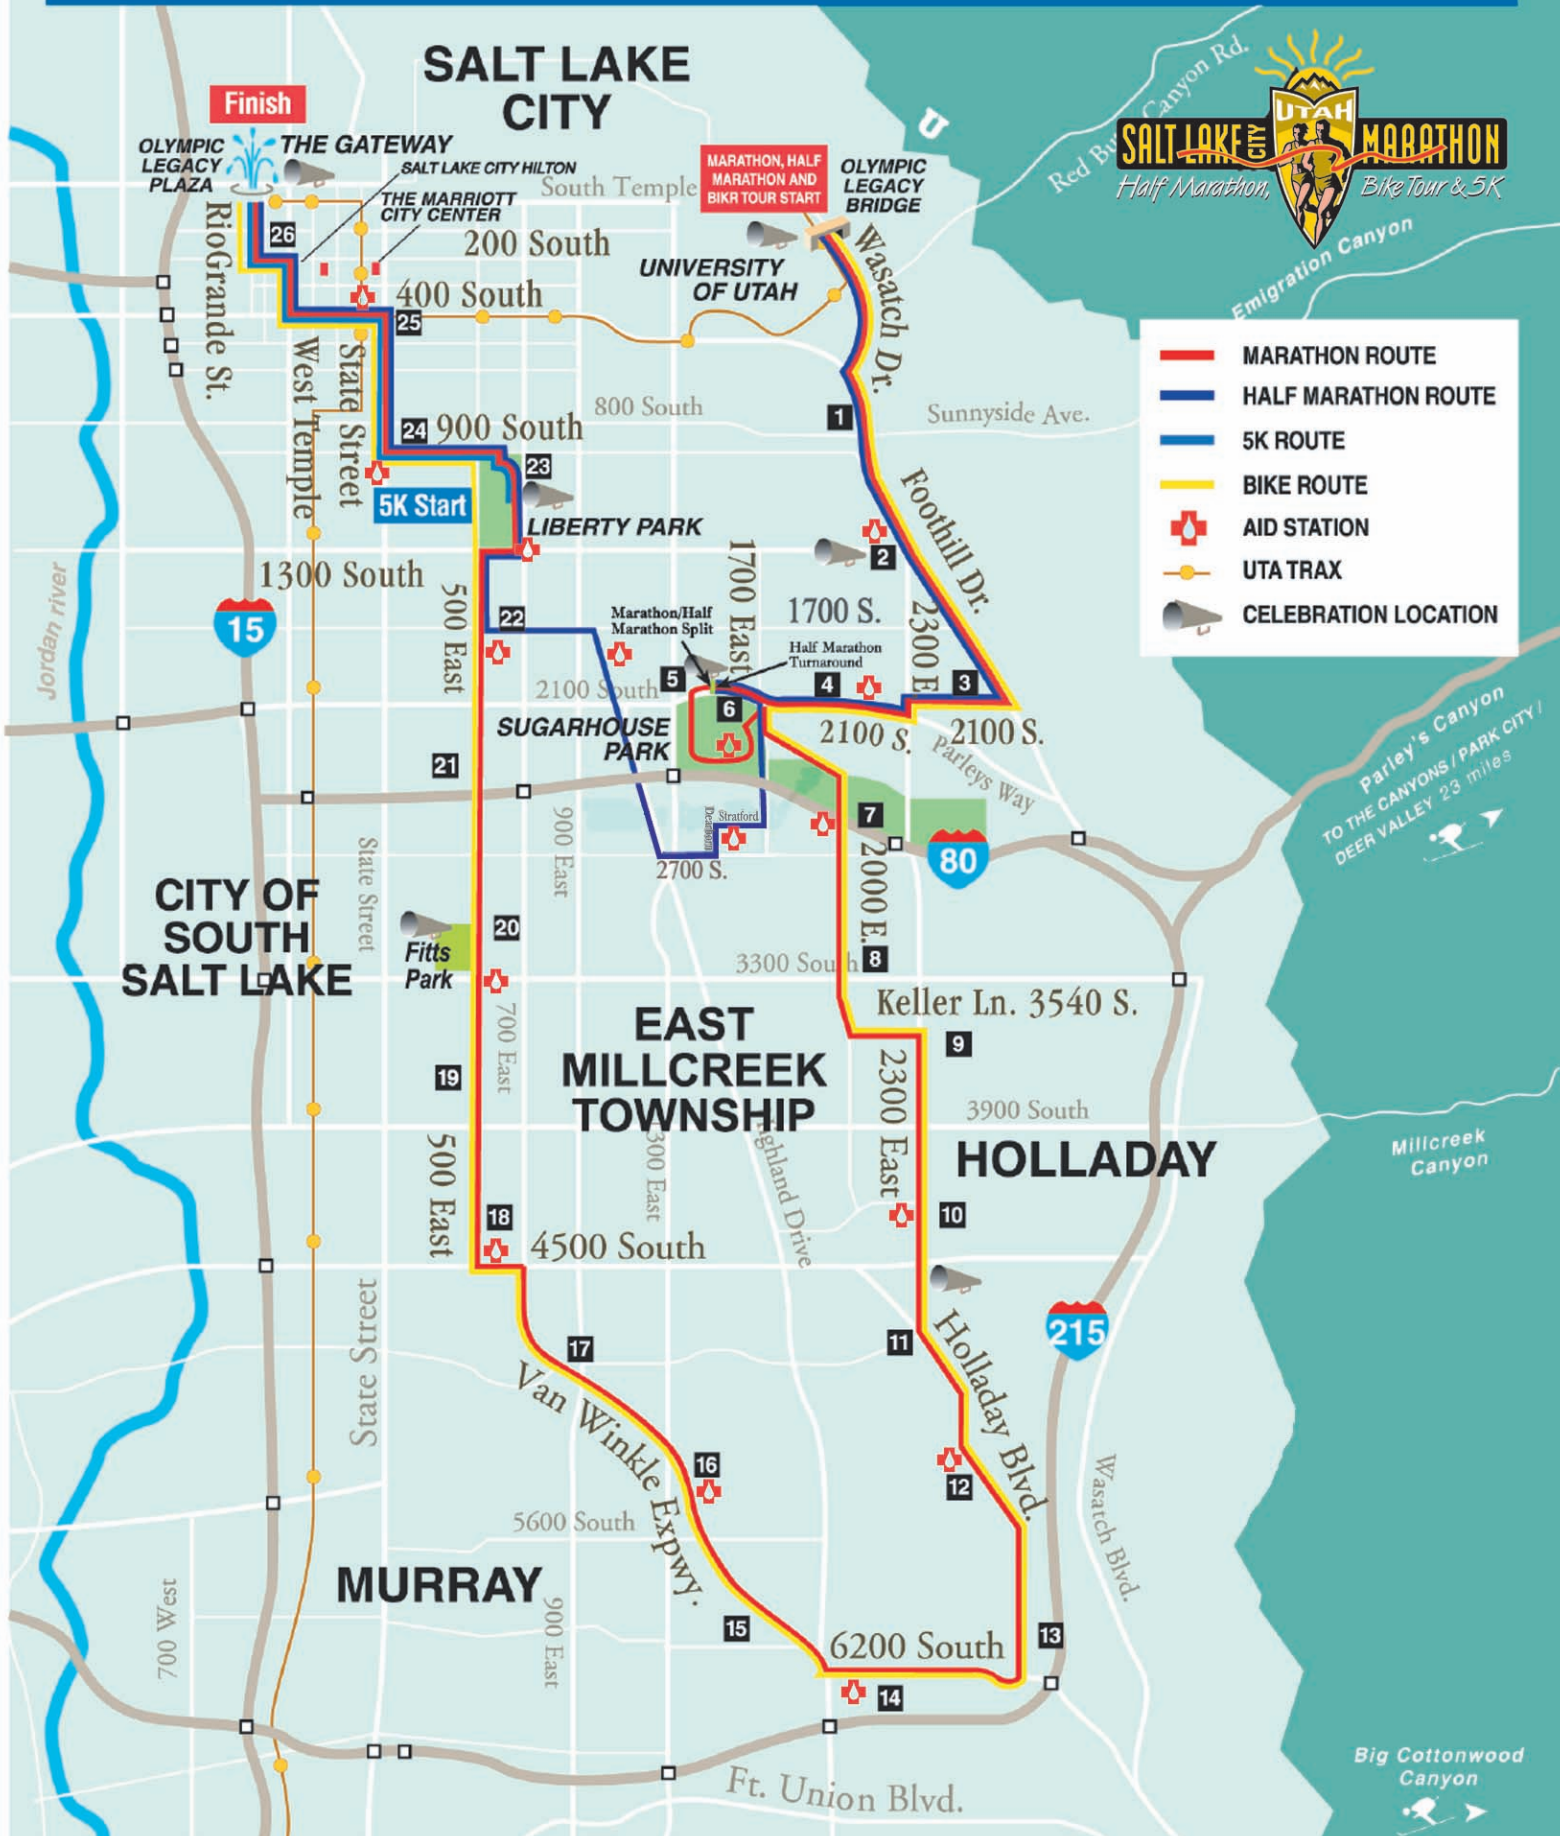 SALT LAKE
CITY
Finish
OLYMPIC
LEGACY
PLAZA
THE GATEWAY
SALT LAKE CITY HILTON
THE MARRIOTT
CITY CENTER
South Temple
MARATHON, HALF
MARATHON AND
BIKR TOUR START
OLYMPIC
LEGACY
BRIDGE
U
Red Bu Canyon Rd.
UTAH
SALT LAKE CITY MARATHON
Half Marathon, Bike Tour & 5K
Emigration Canyon
RioGrande St.
26
200 South
UNIVERSITY
OF UTAH
Wasatch Dr.
400 South
25
West Temple
State Street
MARATHON ROUTE
HALF MARATHON ROUTE
5K ROUTE
BIKE ROUTE
AID STATION
UTA TRAX
CELEBRATION LOCATION
800 South
1
Sunnyside Ave.
24
900 South
23
5K Start
LIBERTY PARK
Foothill Dr.
2
Jordan river
15
1300 South
500 East
22
Marathon/Half
Marathon Split
1700 East
1700 S.
2300 E
Half Marathon
Turnaround
2100 South
5
4
3
6
SUGARHOUSE
PARK
2100 S.
2100 S.
Parleys Way
Parley's Canyon
TO THE CANYONS / PARK CITY /
DEER VALLEY 23 miles
21
900 East
Dearborn
Stratford
7
80
2700 S.
2000 E.
State Street
CITY OF
SOUTH
SALT LAKE
Fitts
Park
20
3300 South
8
700 East
EAST
MILLCREEK
TOWNSHIP
Keller Ln. 3540 S.
9
19
2300 East
3900 South
HOLLADAY
Millcreek
Canyon
500 East
300 East
ighland Drive
18
10
4500 South
State Street
17
11
215
Holladay Blvd.
Van Winkle Expwy.
16
12
Wasatch Blvd.
5600 South
MURRAY
700 West
900 East
15
6200 South
13
14
Ft. Union Blvd.
Big Cottonwood
Canyon